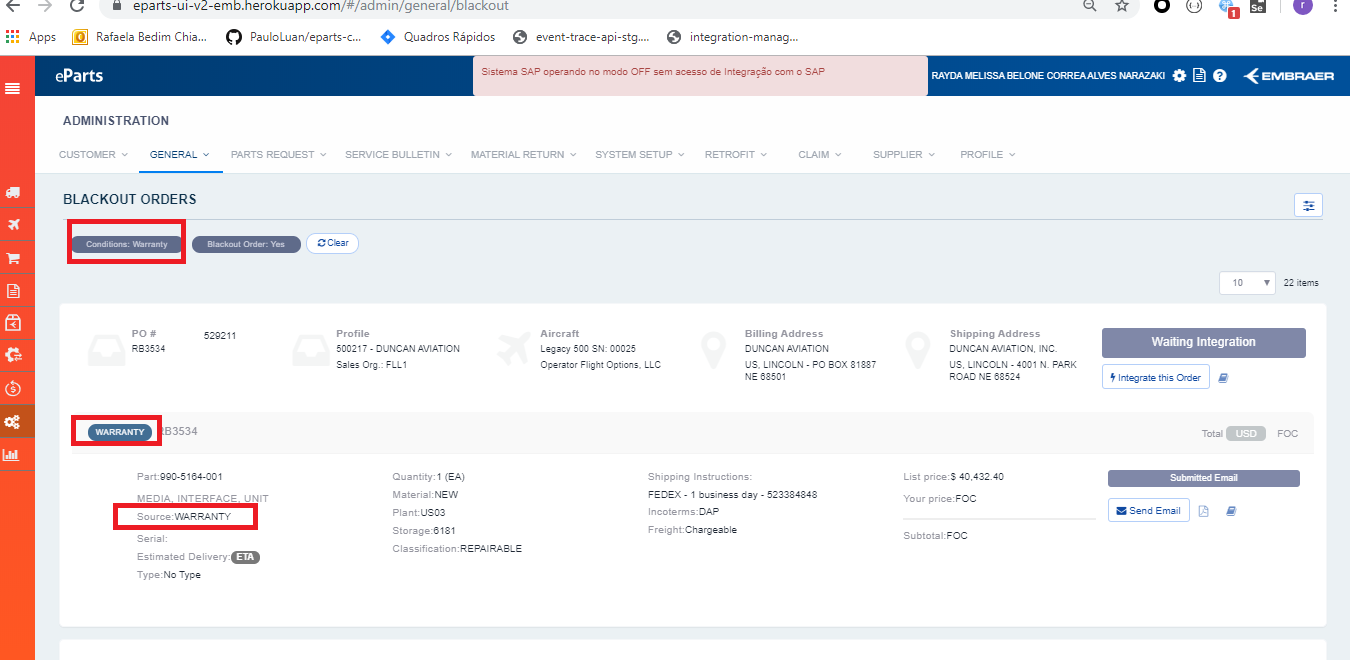 eparts-ui-v2-emb.herokuapp.com/#/admin/general/blackout
1
Se
r
Apps
Rafaela Bedim Chia...
PauloLuan/eparts-c...
Quadros Rápidos
event-trace-api-stg....
integration-manag...
eParts
Sistema SAP operando no modo OFF sem acesso de Integração com o SAP
RAYDA MELISSA BELONE CORREA ALVES NARAZAKI
EMBRAER
ADMINISTRATION
CUSTOMER
GENERAL
PARTS REQUEST
SERVICE BULLETIN
MATERIAL RETURN
SYSTEM SETUP
RETROFIT
CLAIM
SUPPLIER
PROFILE
BLACKOUT ORDERS
Conditions: Warranty
Blackout Order: Yes
Clear
10
22 items
PO #
RB3534
529211
Profile
500217 - DUNCAN AVIATION
Sales Org.: FLL1
Aircraft
Legacy 500 SN: 00025
Operator Flight Options, LLC
Billing Address
DUNCAN AVIATION
US, LINCOLN - PO BOX 81887
NE 68501
Shipping Address
DUNCAN AVIATION, INC.
US, LINCOLN - 4001 N. PARK
ROAD NE 68524
Waiting Integration
Integrate this Order
WARRANTY
RB3534
Total USD FOC
Part:990-5164-001
MEDIA, INTERFACE, UNIT
Source:WARRANTY
Serial:
Estimated Delivery: ETA
Type:No Type
Quantity:1 (EA)
Material:NEW
Plant:US03
Storage:6181
Classification:REPAIRABLE
Shipping Instructions:
FEDEX - 1 business day - 523384848
Incoterms:DAP
Freight:Chargeable
List price:$ 40,432.40
Your price:FOC
Subtotal:FOC
Submitted Email
Send Email